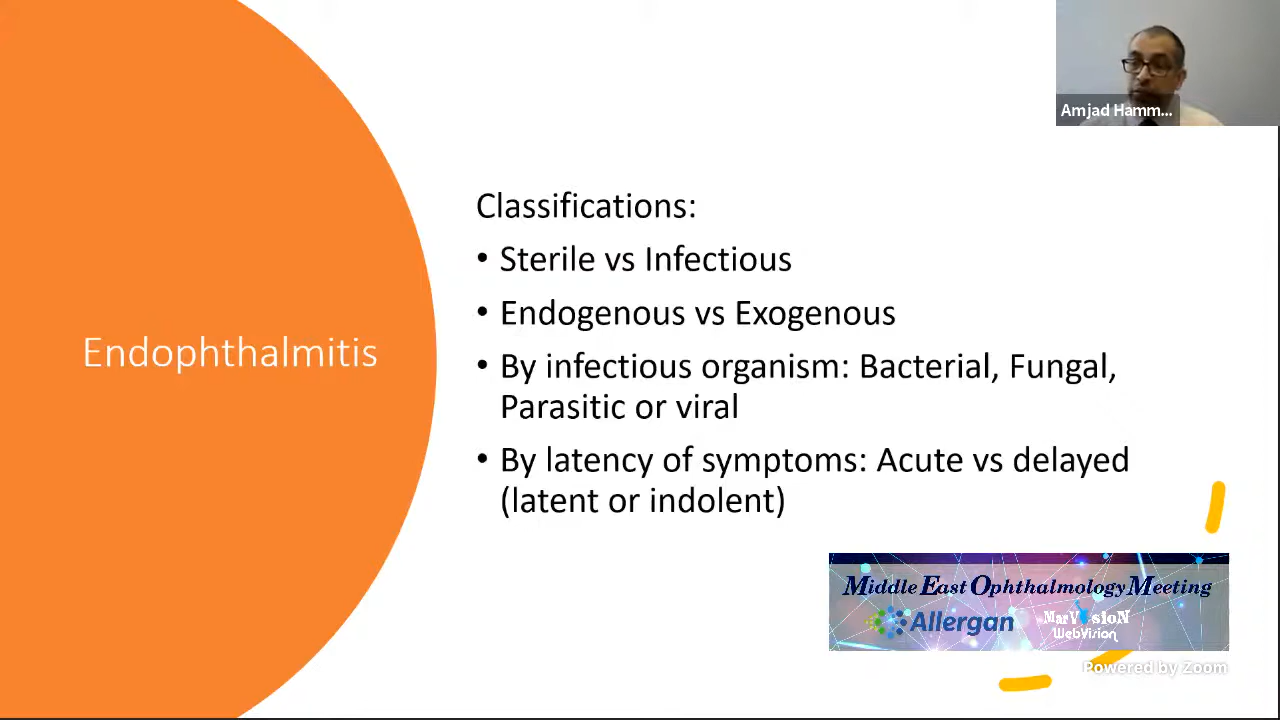 Amjad Hamm...
Classifications:
• Sterile vs Infectious
• Endogenous vs Exogenous
Endophthalmitis
• By infectious organism: Bacterial, Fungal,
Parasitic or viral
• By latency of symptoms: Acute vs delayed
(latent or indolent)
Middle East Ophthalmology Meeting
Allergan
MarVision
WebVision
Powered by Zoom